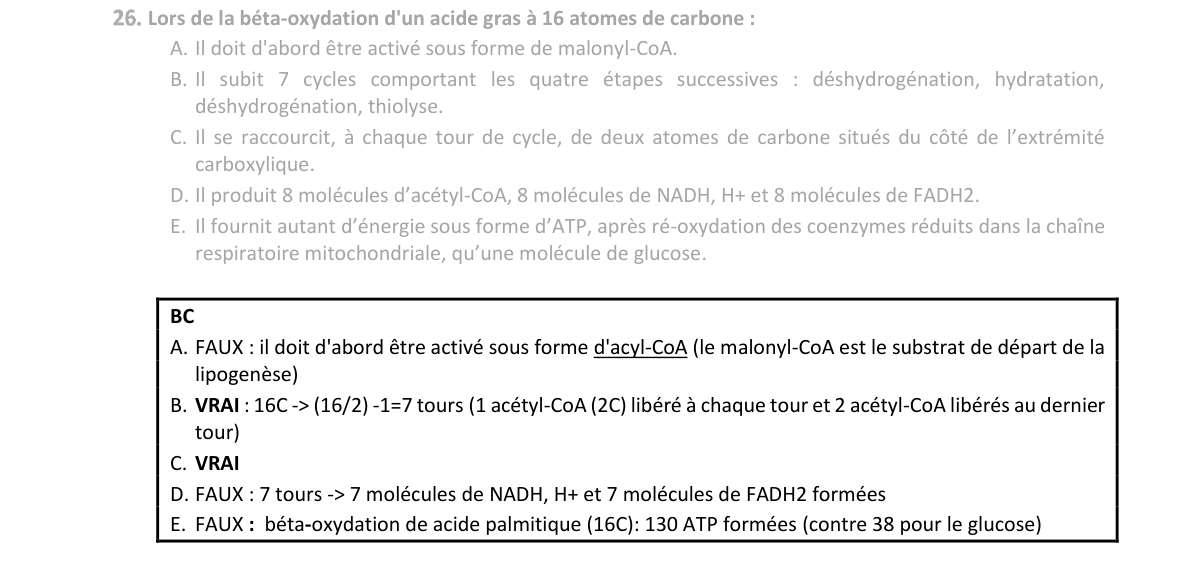 26. Lors de la béta-oxydation d'un acide gras à 16 atomes de carbone :
A. Il doit d'abord être activé sous forme de malonyl-CoA.
B. Il subit 7 cycles comportant les quatre étapes successives : déshydrogénation, hydratation,
déshydrogénation, thiolyse.
C. Il se raccourcit, à chaque tour de cycle, de deux atomes de carbone situés du côté de l’extrémité
carboxylique.
D. Il produit 8 molécules d’acétyl-CoA, 8 molécules de NADH, H+ et 8 molécules de FADH2.
E. Il fournit autant d’énergie sous forme d’ATP, après ré-oxydation des coenzymes réduits dans la chaîne
respiratoire mitochondriale, qu’une molécule de glucose.
BC
A. FAUX : il doit d'abord être activé sous forme d'acyl-CoA (le malonyl-CoA est le substrat de départ de la
lipogenèse)
B. VRAI : 16C -> (16/2) -1=7 tours (1 acétyl-CoA (2C) libéré à chaque tour et 2 acétyl-CoA libérés au dernier
tour)
C. VRAI
D. FAUX : 7 tours -> 7 molécules de NADH, H+ et 7 molécules de FADH2 formées
E. FAUX : béta-oxydation de acide palmitique (16C): 130 ATP formées (contre 38 pour le glucose)